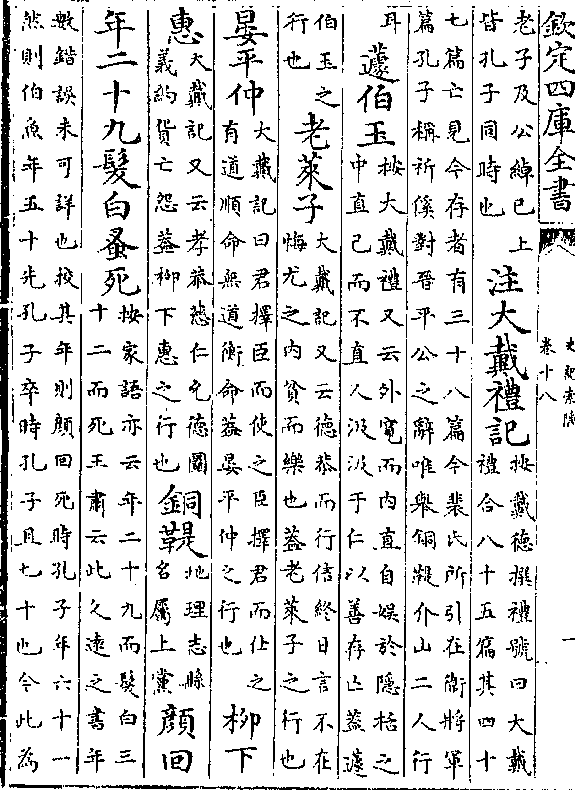 欽定四庫全書
史記索隱
卷十八
一
老子及公綽已上
皆孔子同時也
注大戴禮記
按戴德撰禮號曰大戴
禮合八十五篇其四十
七篇亡見今存者有三十八篇今裴氏所引在衛將軍
篇孔子稱祈傒對晉平公之辭唯舉銅鞮介山二人行
耳
蘧伯玉
按大戴禮又云外寬而内直自娛於隱括之
中直己而不直人汲汲于仁以善存亡蓋蘧
伯玉之
行也
老萊子
大戴記又云德恭而行信終日言不在
悔尤之内貧而樂也蓋老萊子之行也
晏平仲
大戴記曰君擇臣而使之臣擇君而仕之
有道順命無道衡命蓋晏平仲之行也
柳下
惠
大戴記又云孝恭慈仁允德圖
義約貨亡怨蓋柳下惠之行也
銅鞮
地理志縣
名屬上黨
顔回
年二十九髮白蚤死
按家語亦云年二十九而髮白三
十二而死王肅云此久遠之書年
數錯誤未可詳也校其年則顔回死時孔子年六十一
然則伯魚年五十先孔子卒時孔子且七十也今此為